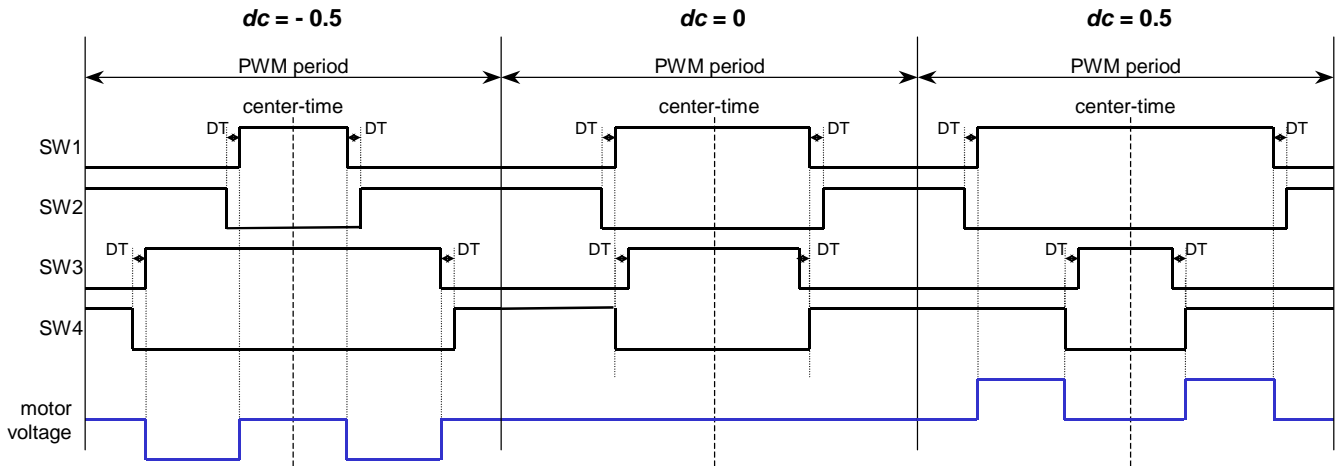 dc = - 0.5 dc = 0 dc = 0.5
PWM period PWM period PWM period
center-time center-time center-time
DT DT DT DT DT DT
SW1
SW2
DT DT DT DT DT DT
SW3
SW4
motor
voltage